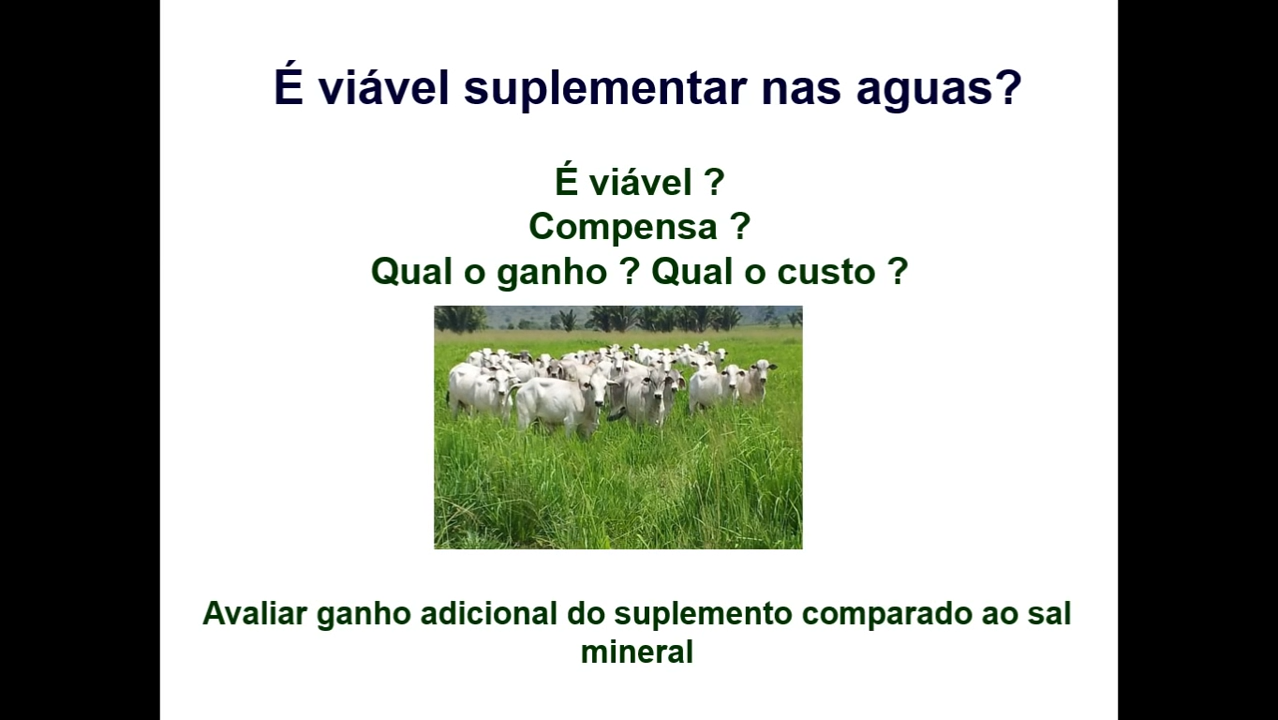 É viável suplementar nas aguas?
É viável ?
Compensa ?
Qual o ganho ? Qual o custo ?
Avaliar ganho adicional do suplemento comparado ao sal
mineral